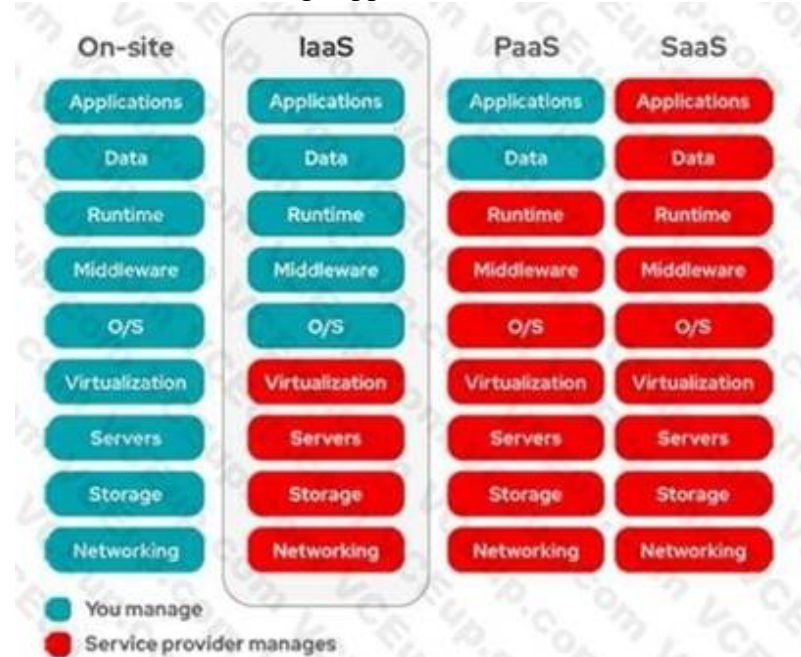 On-site IaaS PaaS SaaS
Applications Applications Applications Applications
Data Data Data Data
Runtime Runtime Runtime Runtime
Middleware Middleware Middleware Middleware
O/S O/S O/S O/S
Virtualization Virtualization Virtualization Virtualization
Servers Servers Servers Servers
Storage Storage Storage Storage
Networking Networking Networking Networking
You manage
Service provider manages